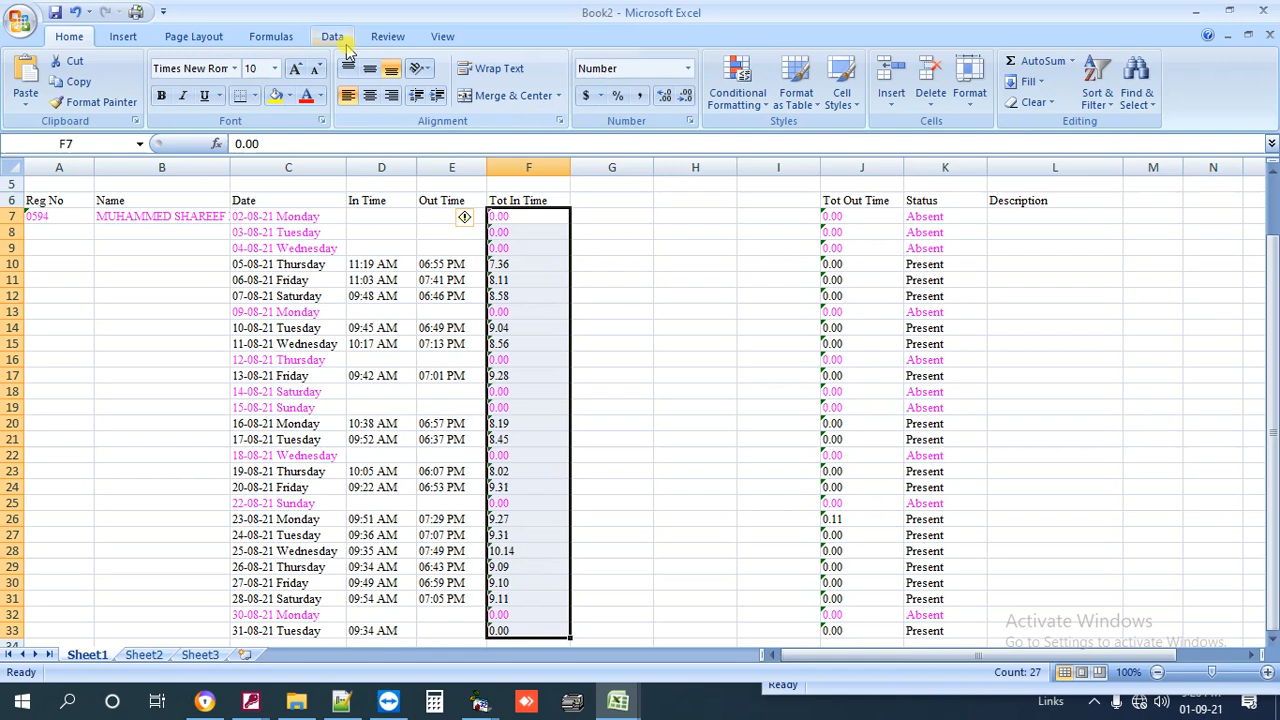 Book2 - Microsoft Excel
Home Insert Page Layout Formulas Data Review View
Paste Cut Copy Format Painter Clipboard
Times New Rom 10 B I U A Font
Wrap Text Merge & Center Alignment
Number $ % , Number
Conditional Formatting Format as Table Cell Styles Styles
Insert Delete Format Cells
AutoSum Fill Clear Sort & Filter Find & Select Editing
F7 fx 0.00
A B C D E F G H I J K L M N
5
6 Reg No Name Date In Time Out Time Tot In Time Tot Out Time Status Description
7 0594 MUHAMMED SHAREEF 02-08-21 Monday 0.00 0.00 Absent
8 03-08-21 Tuesday 0.00 0.00 Absent
9 04-08-21 Wednesday 0.00 0.00 Absent
10 05-08-21 Thursday 11:19 AM 06:55 PM 7.36 0.00 Present
11 06-08-21 Friday 11:03 AM 07:41 PM 8.11 0.00 Present
12 07-08-21 Saturday 09:48 AM 06:46 PM 8.58 0.00 Present
13 09-08-21 Monday 0.00 0.00 Absent
14 10-08-21 Tuesday 09:45 AM 06:49 PM 9.04 0.00 Present
15 11-08-21 Wednesday 10:17 AM 07:13 PM 8.56 0.00 Present
16 12-08-21 Thursday 0.00 0.00 Absent
17 13-08-21 Friday 09:42 AM 07:01 PM 9.28 0.00 Present
18 14-08-21 Saturday 0.00 0.00 Absent
19 15-08-21 Sunday 0.00 0.00 Absent
20 16-08-21 Monday 10:38 AM 06:57 PM 8.19 0.00 Present
21 17-08-21 Tuesday 09:52 AM 06:37 PM 8.45 0.00 Present
22 18-08-21 Wednesday 0.00 0.00 Absent
23 19-08-21 Thursday 10:05 AM 06:07 PM 8.02 0.00 Present
24 20-08-21 Friday 09:22 AM 06:53 PM 9.31 0.00 Present
25 22-08-21 Sunday 0.00 0.00 Absent
26 23-08-21 Monday 09:51 AM 07:29 PM 9.27 0.11 Present
27 24-08-21 Tuesday 09:36 AM 07:07 PM 9.31 0.00 Present
28 25-08-21 Wednesday 09:35 AM 07:49 PM 10.14 0.00 Present
29 26-08-21 Thursday 09:34 AM 06:43 PM 9.09 0.00 Present
30 27-08-21 Friday 09:49 AM 06:59 PM 9.10 0.00 Present
31 28-08-21 Saturday 09:54 AM 07:05 PM 9.11 0.00 Present
32 30-08-21 Monday 0.00 0.00 Absent
33 31-08-21 Tuesday 09:34 AM 0.00 0.00 Present
Activate Windows
Go to Settings to activate Windows.
Sheet1 Sheet2 Sheet3
Ready Count: 27 100%
Ready
Links
01-09-21